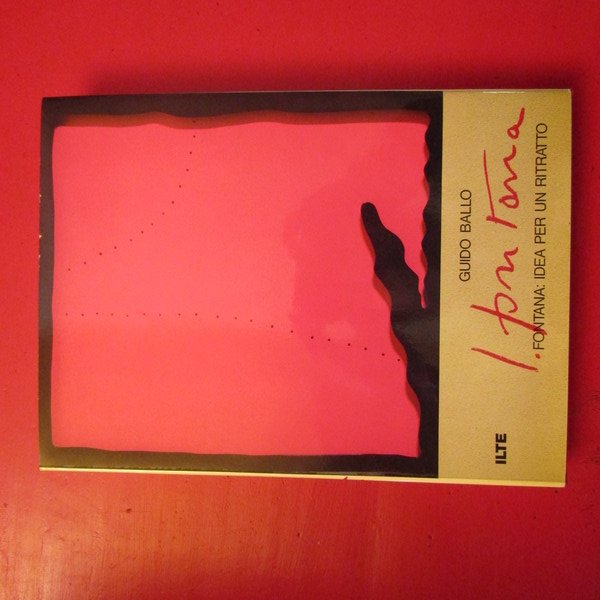 GUIDO BALLO
l. fontana
FONTANA: IDEA PER UN RITRATTO
ILTE